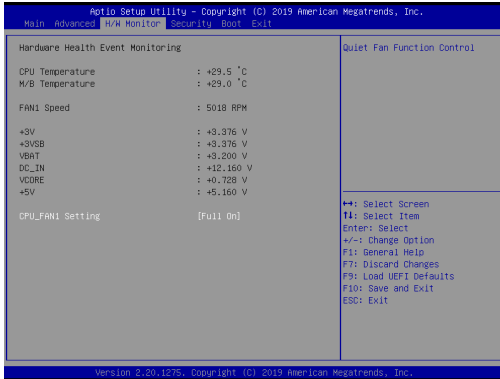 Aptio Setup Utility – Copyright (C) 2019 American Megatrends, Inc.
Main Advanced H/W Monitor Security Boot Exit
Hardware Health Event Monitoring
CPU Temperature : +29.5 °C
M/B Temperature : +29.0 °C
FAN1 Speed : 5018 RPM
+3V : +3.376 V
+3VSB : +3.376 V
VBAT : +3.200 V
DC_IN : +12.160 V
VCORE : +0.728 V
+5V : +5.160 V
CPU_FAN1 Setting [Full On]
Quiet Fan Function Control
↔: Select Screen
↑↓: Select Item
Enter: Select
+/-: Change Option
F1: General Help
F7: Discard Changes
F9: Load UEFI Defaults
F10: Save and Exit
ESC: Exit
Version 2.20.1275. Copyright (C) 2019 American Megatrends, Inc.